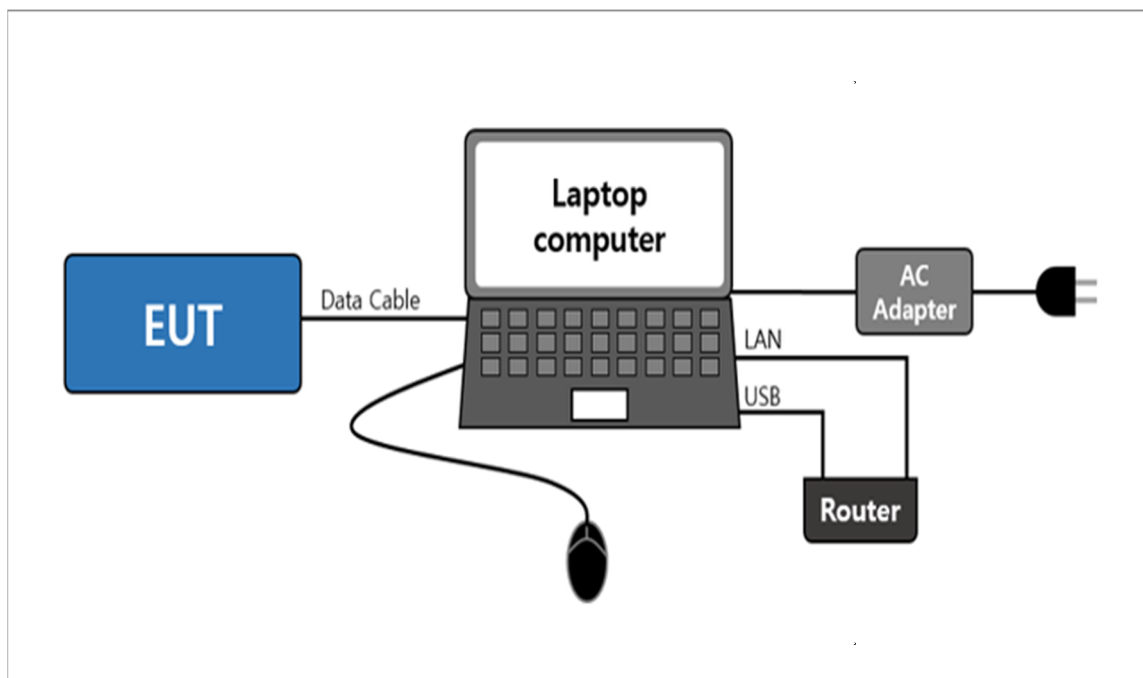 Laptop
computer
EUT
Data Cable
AC
Adapter
LAN
USB
Router